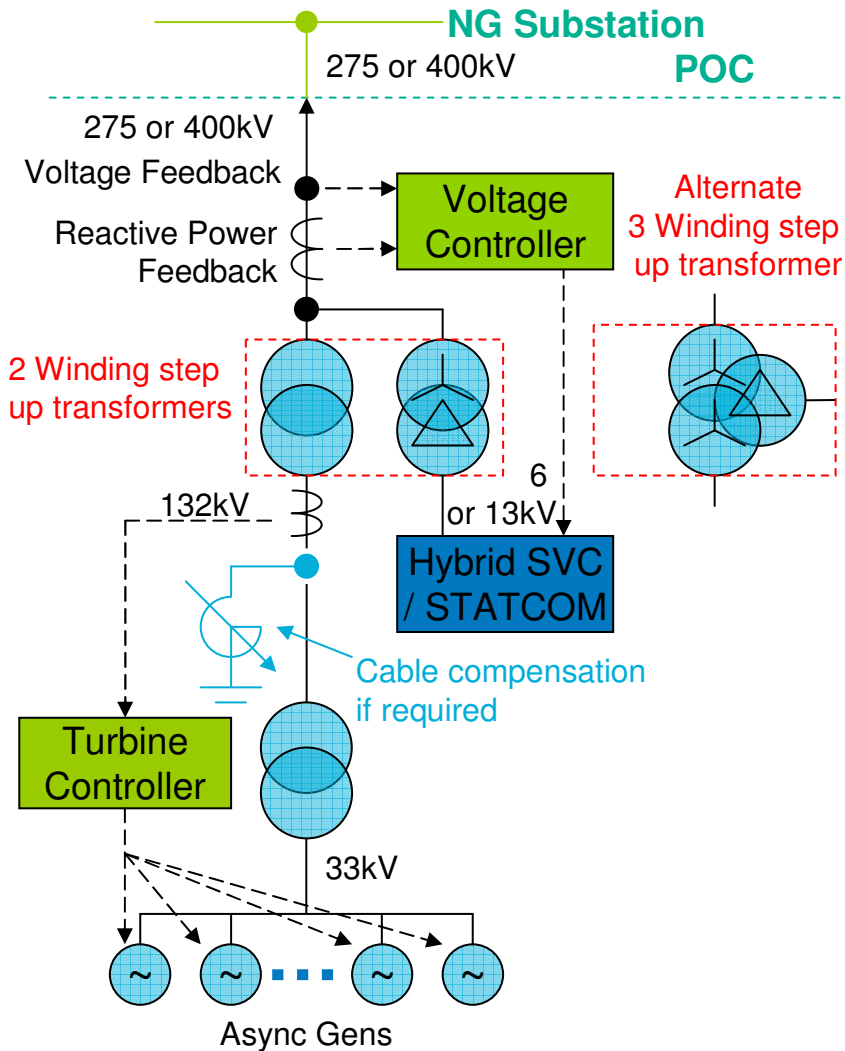 NG Substation
275 or 400kV
POC
275 or 400kV
Voltage Feedback
Reactive Power
Feedback
Voltage
Controller
Alternate
3 Winding step
up transformer
2 Winding step
up transformers
132kV
6
or 13kV
Hybrid SVC
/ STATCOM
Cable compensation
if required
Turbine
Controller
33kV
~
~
~
~
Async Gens